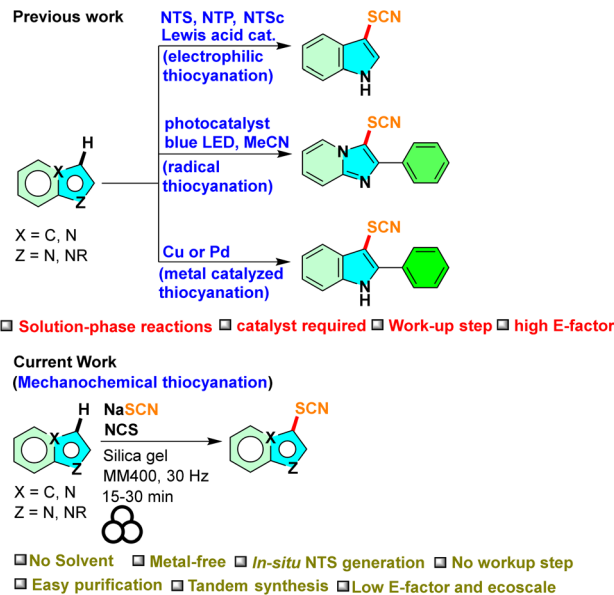 Previous work
NTS, NTP, NTSc
Lewis acid cat.
(electrophilic
thiocyanation)
SCN
N
H
H
X
Z
X = C, N
Z = N, NR
photocatalyst
blue LED, MeCN
(radical
thiocyanation)
SCN
N
N
Cu or Pd
(metal catalyzed
thiocyanation)
SCN
N
H
Solution-phase reactions catalyst required Work-up step high E-factor
Current Work
(Mechanochemical thiocyanation)
H
X
Z
X = C, N
Z = N, NR
NaSCN
NCS
Silica gel
MM400, 30 Hz
15-30 min
SCN
X
Z
No Solvent Metal-free In-situ NTS generation No workup step
Easy purification Tandem synthesis Low E-factor and ecoscale